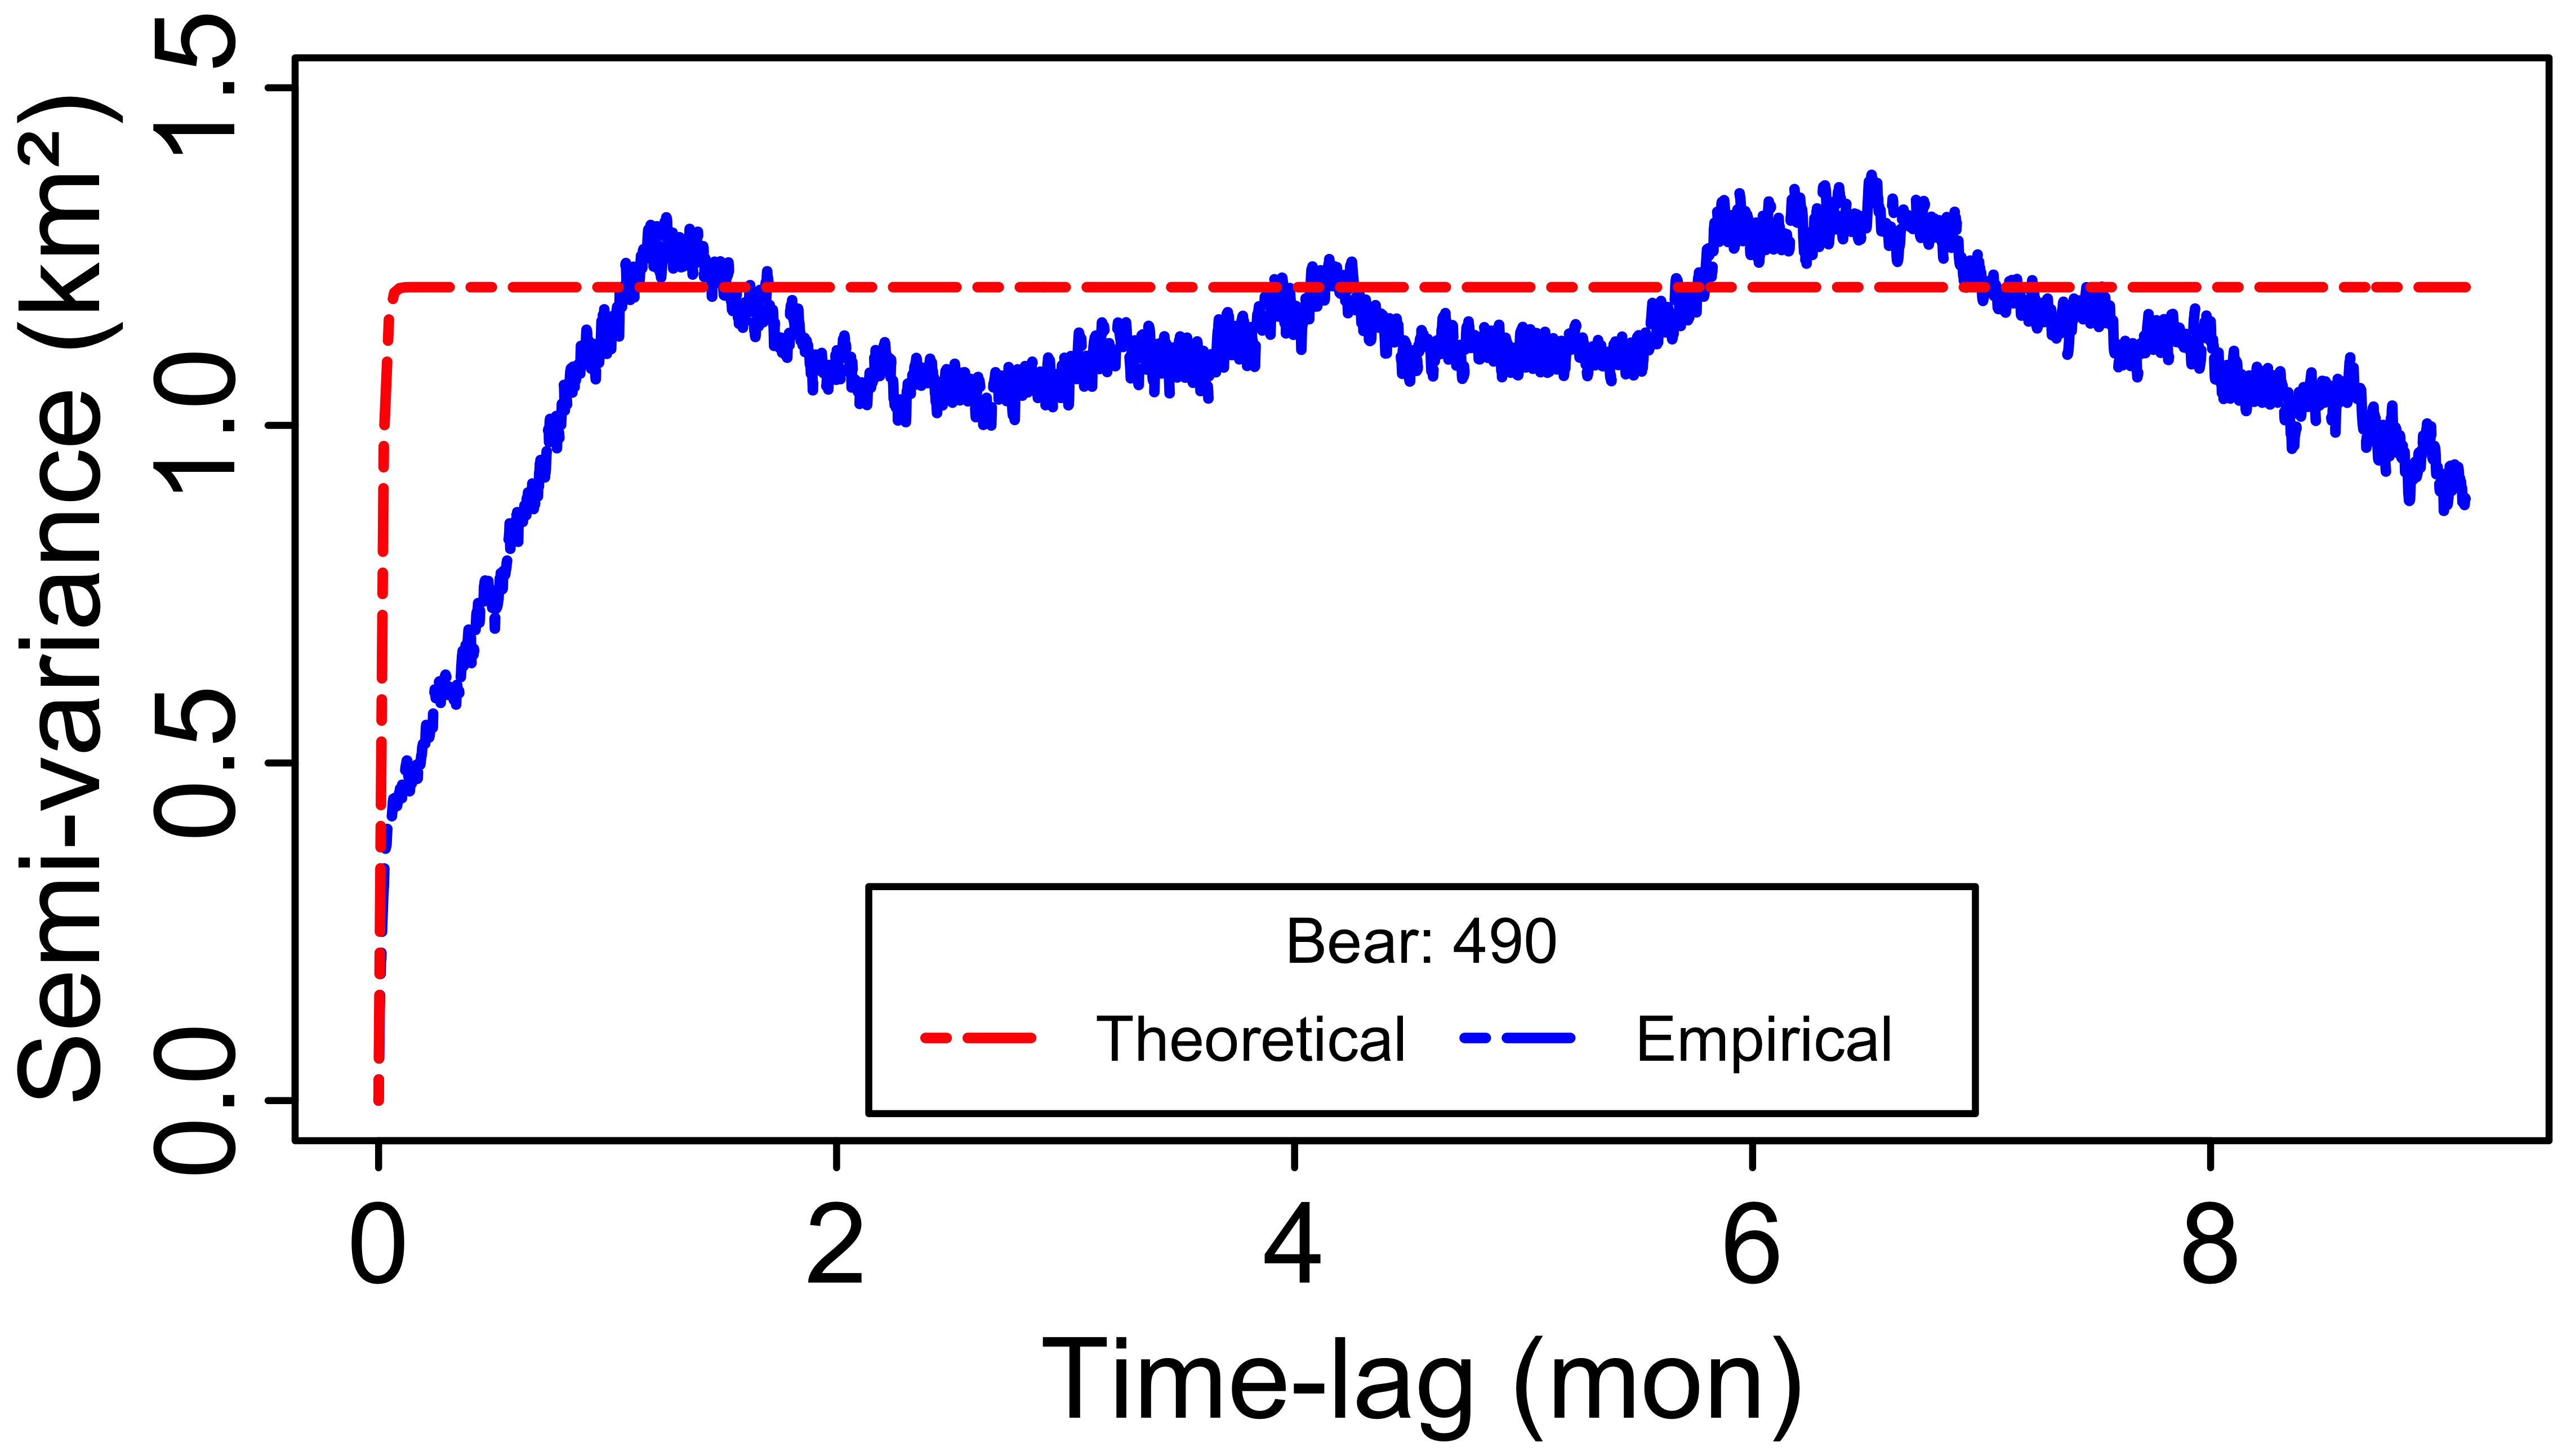 Semi-variance (km²)
1.5
1.0
0.5
0.0
Bear: 490
Theoretical Empirical
0 2 4 6 8
Time-lag (mon)